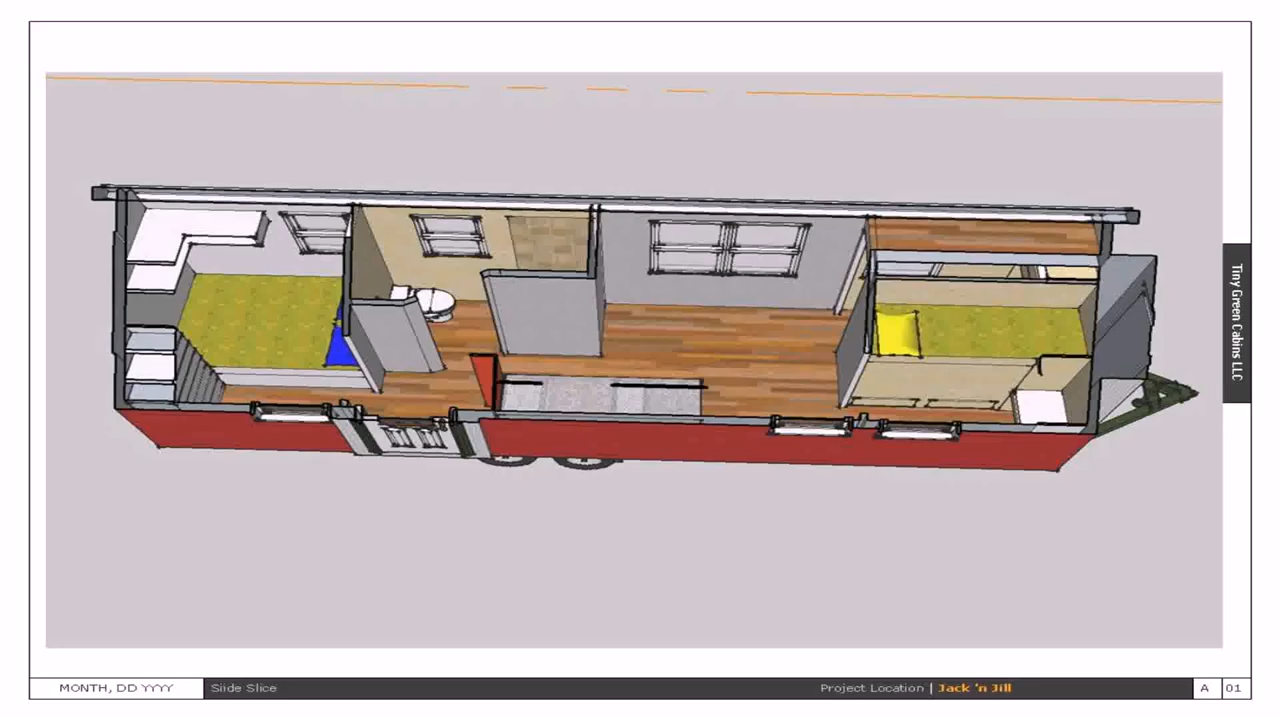 Tiny Green Cabins LLC
MONTH, DD YYYY
Siide Slice
Project Location | Jack 'n Jill
A
01